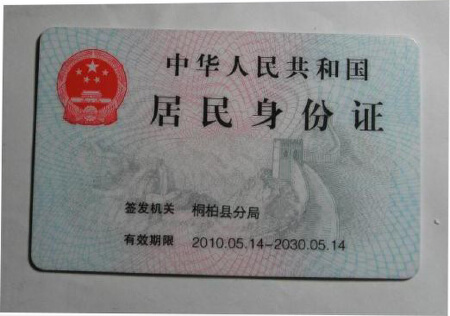 中华人民共和国
居民身份证
签发机关 桐柏县分局
有效期限 2010.05.14-2030.05.14